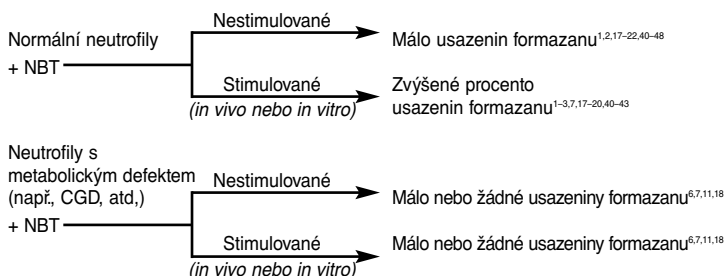 Nestimulované
Normální neutrofily
Málo usazenin formazanu1,2,17–22,40–48
+ NBT
Stimulované
(in vivo nebo in vitro)
Zvýšené procento
usazenin formazanu1–3,7,17–20,40–43
Neutrofily s
metabolickým defektem
(např., CGD, atd,)
Nestimulované
Málo nebo žádné usazeniny formazanu6,7,11,18
+ NBT
Stimulované
(in vivo nebo in vitro)
Málo nebo žádné usazeniny formazanu6,7,11,18